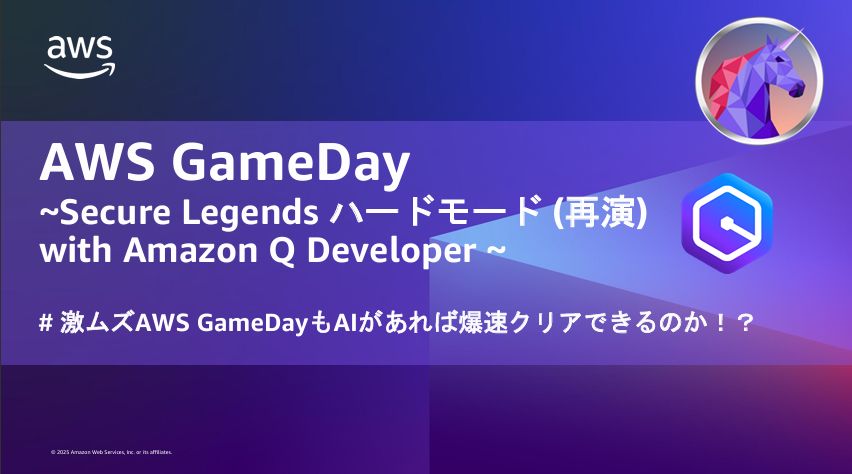 aws
AWS GameDay
~Secure Legends ハードモード (再演)
with Amazon Q Developer ~
# 激ムズAWS GameDayもAIがあれば爆速クリアできるのか！？
© 2025 Amazon Web Services, Inc. or its affiliates.